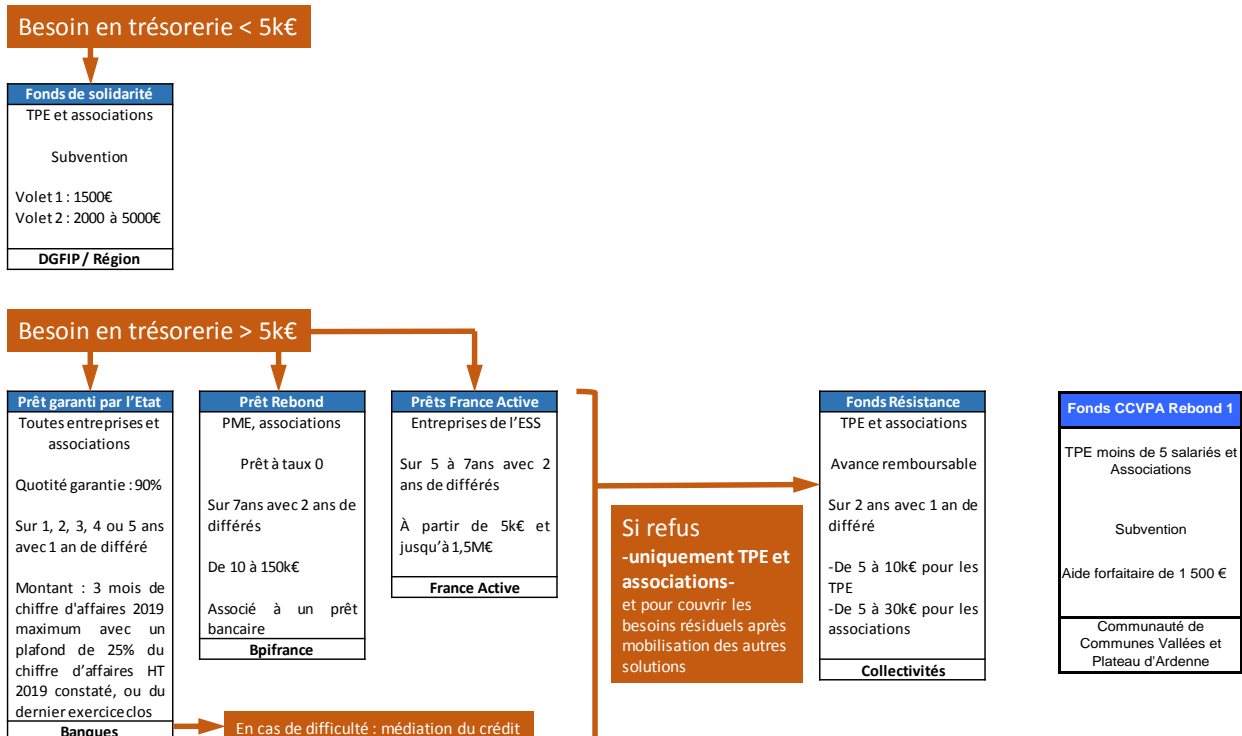 Besoin en trésorerie < 5k€
Fonds de solidarité
TPE et associations
Subvention
Volet 1 : 1500€
Volet 2 : 2000 à 5000€
DGFIP / Région
Besoin en trésorerie > 5k€
Prêt garanti par l'Etat
Toutes entreprises et
associations
Quotité garantie : 90%
Sur 1, 2, 3, 4 ou 5 ans
avec 1 an de différé
Montant : 3 mois de
chiffre d'affaires 2019
maximum avec un
plafond de 25% du
chiffre d'affaires HT
2019 constaté, ou du
dernier exercice clos
Banques
Prêt Rebond
PME, associations
Prêt à taux 0
Sur 7ans avec 2 ans de
différés
De 10 à 150k€
Associé à un prêt
bancaire
Bpifrance
Prêts France Active
Entreprises de l'ESS
Sur 5 à 7ans avec 2
ans de différés
À partir de 5k€ et
jusqu'à 1,5M€
France Active
En cas de difficulté : médiation du crédit
Si refus
-uniquement TPE et
associations-
et pour couvrir les
besoins résiduels après
mobilisation des autres
solutions
Fonds Résistance
TPE et associations
Avance remboursable
Sur 2 ans avec 1 an de
différé
-De 5 à 10k€ pour les
TPE
-De 5 à 30k€ pour les
associations
Collectivités
Fonds CCVPA Rebond 1
TPE moins de 5 salariés et
Associations
Subvention
Aide forfaitaire de 1 500 €
Communauté de
Communes Vallées et
Plateau d'Ardenne